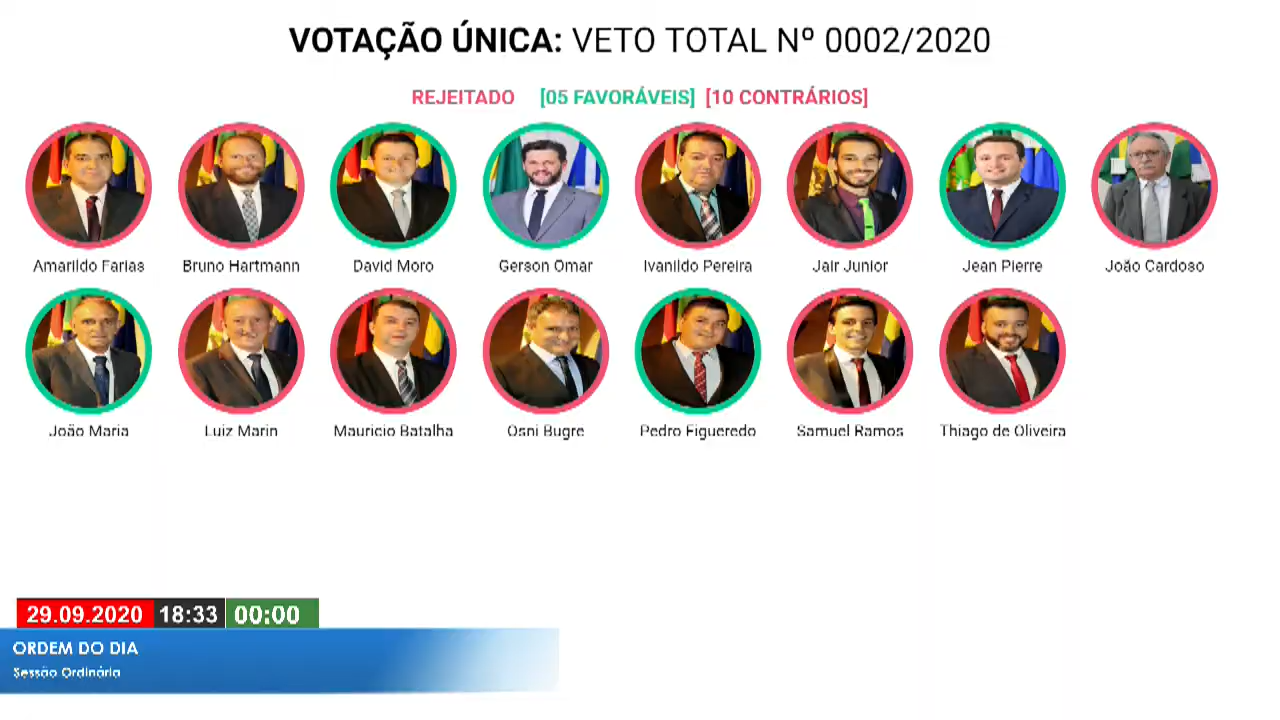 VOTAÇÃO ÚNICA: VETO TOTAL Nº 0002/2020
REJEITADO [05 FAVORÁVEIS] [10 CONTRÁRIOS]
Amarildo Farias Bruno Hartmann David Moro Gerson Omar Ivanildo Pereira Jair Junior Jean Pierre João Cardoso
João Maria Luiz Marin Mauricio Batalha Osni Bugre Pedro Figueredo Samuel Ramos Thiago de Oliveira
29.09.2020 18:33 00:00
ORDEM DO DIA
Sessão Ordinária